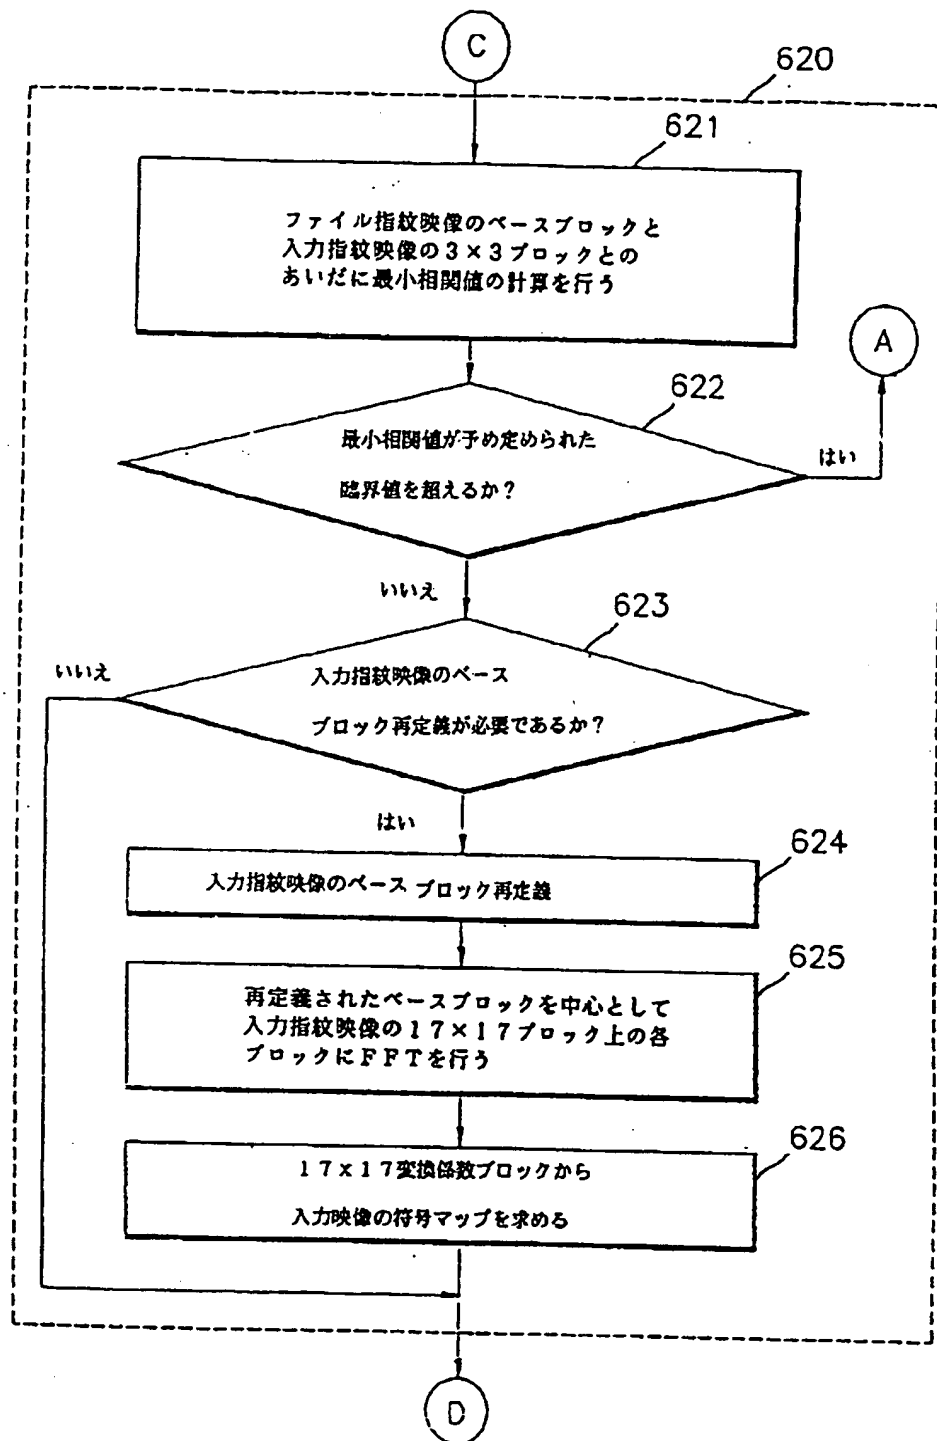 C
620
621
ファイル指紋映像のベースブロックと
入力指紋映像の3×3ブロックとの
あいだに最小相関値の計算を行う
A
622
最小相関値が予め定められた
臨界値を超えるか?
はい
いいえ
623
いいえ
入力指紋映像のベース
ブロック再定義が必要であるか?
はい
624
入力指紋映像のベースブロック再定義
625
再定義されたベースブロックを中心として
入力指紋映像の17×17ブロック上の各
ブロックにFFTを行う
626
17×17変換係数ブロックから
入力映像の符号マップを求める
D